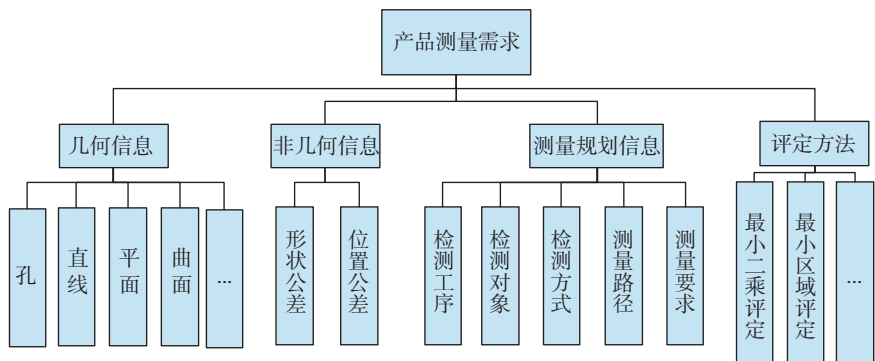 产品测量需求
几何信息
非几何信息
测量规划信息
评定方法
孔
直线
平面
曲面
...
形状公差
位置公差
检测工序
检测对象
检测方式
测量路径
测量要求
最小二乘评定
最小区域评定
...